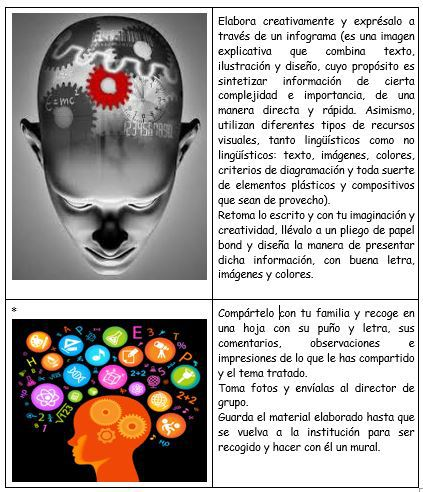 Elabora creativamente y exprésalo a
través de un infograma (es una imagen
explicativa que combina texto,
ilustración y diseño, cuyo propósito es
sintetizar información de cierta
complejidad e importancia, de una
manera directa y rápida. Asimismo,
utilizan diferentes tipos de recursos
visuales, tanto lingüísticos como no
lingüísticos: texto, imágenes, colores,
criterios de diagramación y toda suerte
de elementos plásticos y compositivos
que sean de provecho).
Retoma lo escrito y con tu imaginación y
creatividad, llévalo a un pliego de papel
bond y diseña la manera de presentar
dicha información, con buena letra,
imágenes y colores.
*
Compártelo con tu familia y recoge en
una hoja con su puño y letra, sus
comentarios, observaciones e
impresiones de lo que le has compartido
y el tema tratado.
Toma fotos y envíalas al director de
grupo.
Guarda el material elaborado hasta que
se vuelva a la institución para ser
recogido y hacer con él un mural.